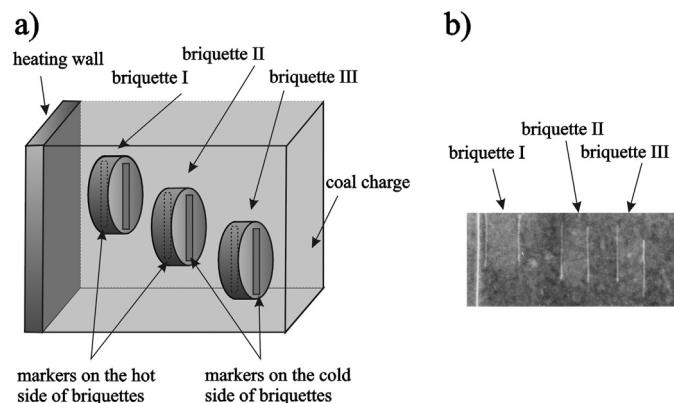 a)
heating wall
briquette I
briquette II
briquette III
coal charge
markers on the hot
side of briquettes
markers on the cold
side of briquettes
b)
briquette I
briquette II
briquette III